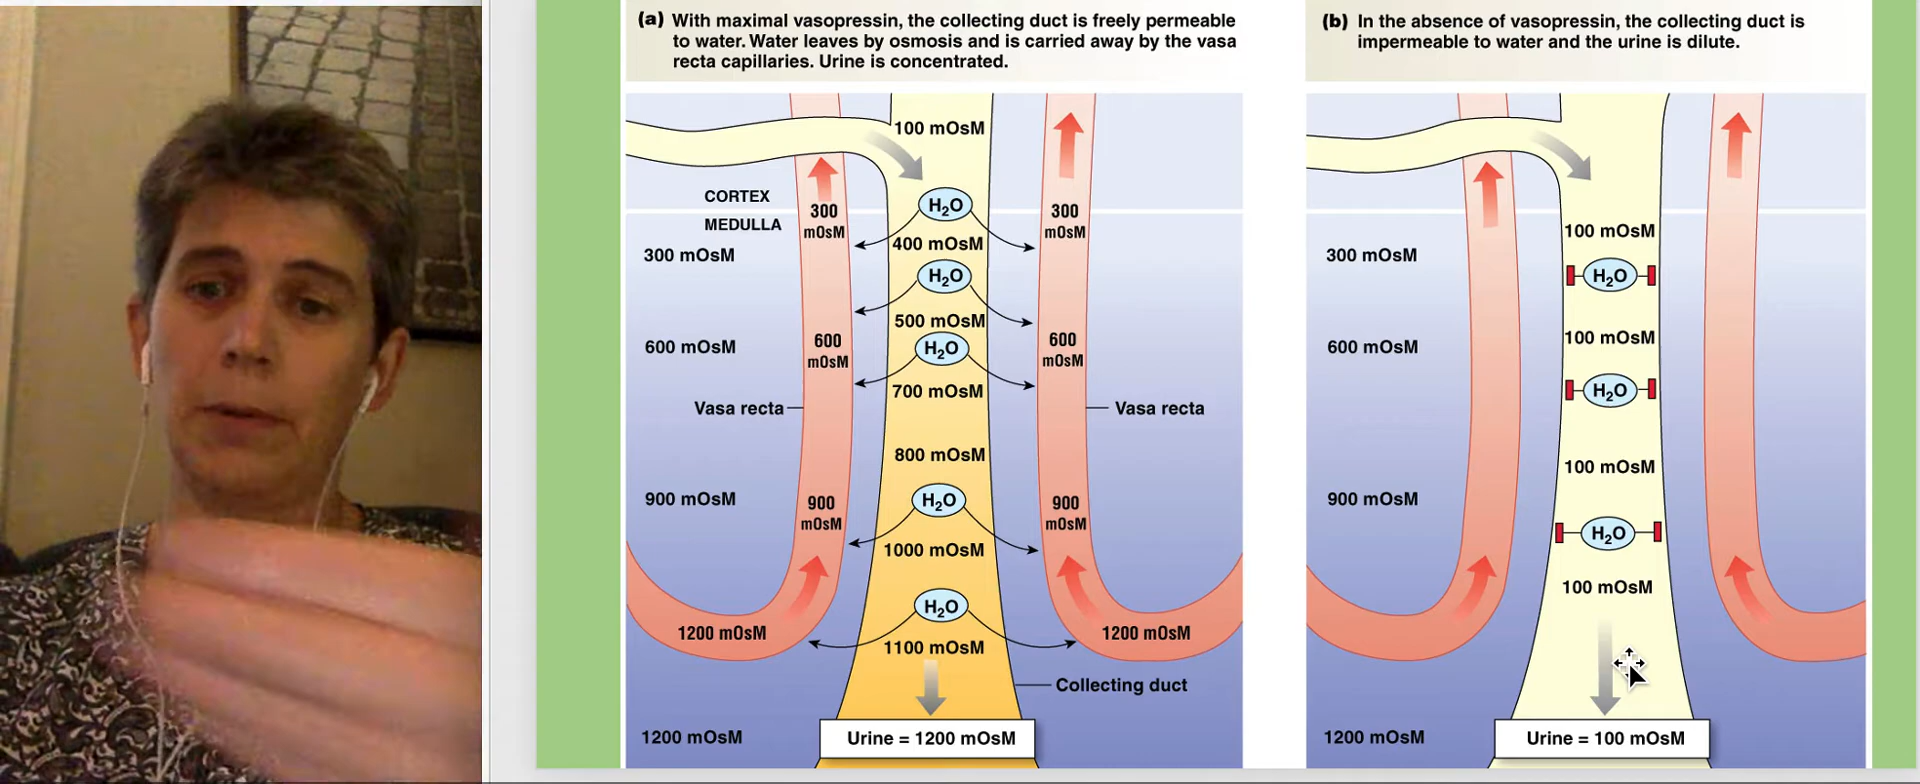 (a) With maximal vasopressin, the collecting duct is freely permeable
to water. Water leaves by osmosis and is carried away by the vasa
recta capillaries. Urine is concentrated.
100 mOsM
CORTEX
MEDULLA
300 mOsM
600 mOsM
900 mOsM
1200 mOsM
300
mOsM
600
mOsM
Vasa recta
900
mOsM
1200 mOsM
H₂O
400 mOsM
H₂O
500 mOsM
H₂O
700 mOsM
800 mOsM
H₂O
1000 mOsM
H₂O
1100 mOsM
300
mOsM
600
mOsM
Vasa recta
900
mOsM
1200 mOsM
Collecting duct
Urine = 1200 mOsM
(b) In the absence of vasopressin, the collecting duct is
impermeable to water and the urine is dilute.
300 mOsM
600 mOsM
900 mOsM
1200 mOsM
100 mOsM
H₂O
100 mOsM
H₂O
100 mOsM
H₂O
100 mOsM
Urine = 100 mOsM